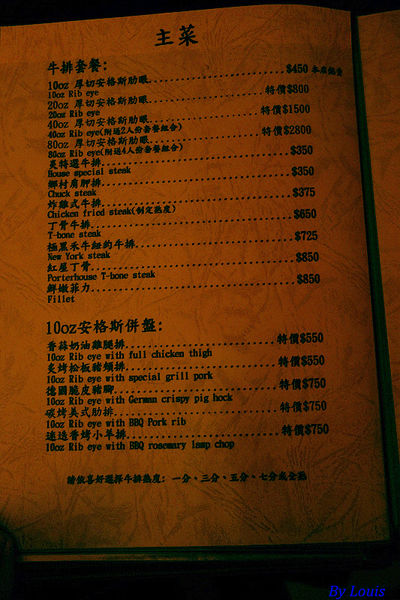 主菜
牛排套餐:
10oz 厚切安格斯肋眼..........$450 本店銷售
10oz Rib eye
20oz 厚切安格斯肋眼..........特價$800
20oz Rib eye
40oz 厚切安格斯肋眼..........特價$1500
40oz Rib eye(附送2人份套餐組合)
80oz 厚切安格斯肋眼..........特價$2800
80oz Rib eye(附送4人份套餐組合)
特選牛排..........$350
House special steak
鄉村肩胛排..........$350
Chuck steak
炸雞式牛排..........$375
Chicken fried steak(制定熟度)
丁骨牛排..........$650
T-bone steak
極黑禾牛紐約牛排..........$725
New York steak
紅屋丁骨..........$850
Porterhouse T-bone steak
鮮嫩菲力..........$850
Fillet
10oz安格斯併盤:
香蒜奶油雞腿排..........特價$550
10oz Rib eye with full chicken thigh
炙烤松板豬頰排..........特價$550
10oz Rib eye with special grill pork
德國脆皮豬腳..........特價$750
10oz Rib eye with German crispy pig hock
碳烤美式肋排..........特價$750
10oz Rib eye with BBQ Pork rib
迷迭香烤小羊排..........特價$750
10oz Rib eye with BBQ rosemary lamp chop
請依喜好選擇牛排熟度: 一分、三分、五分、七分或全熟
By Louis